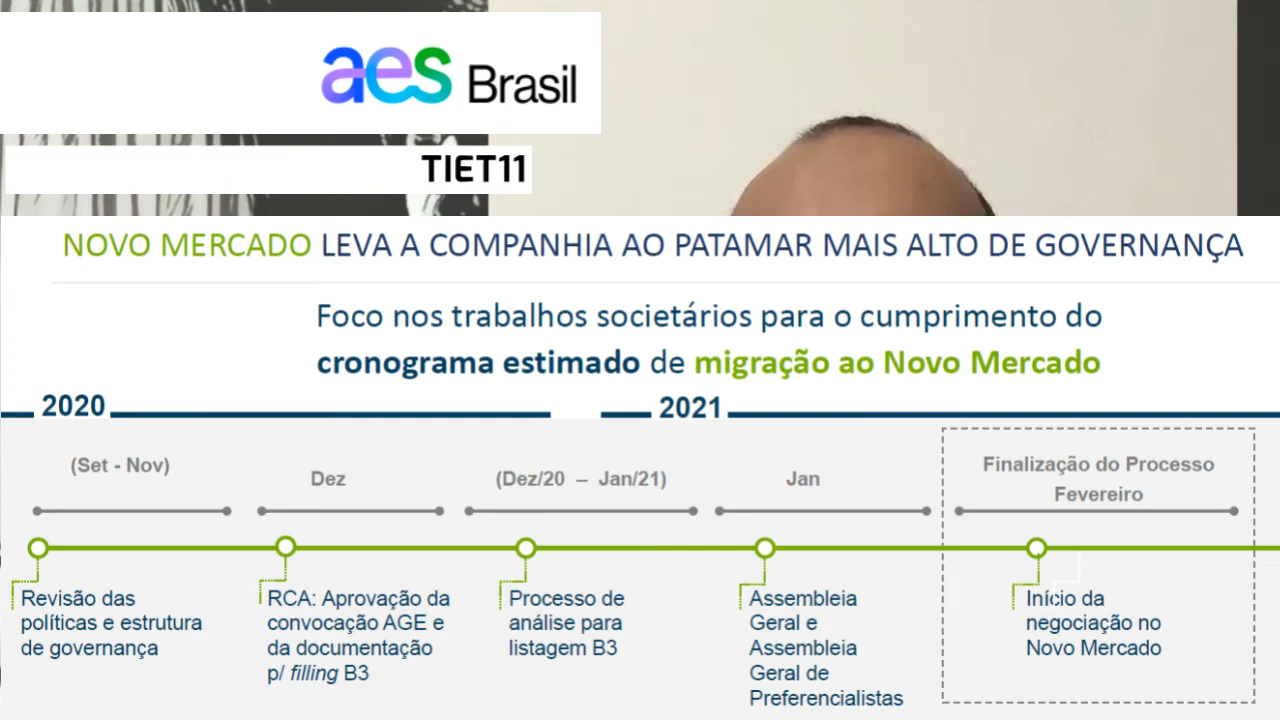 aes Brasil
TIET11
NOVO MERCADO LEVA A COMPANHIA AO PATAMAR MAIS ALTO DE GOVERNANÇA
Foco nos trabalhos societários para o cumprimento do
cronograma estimado de migração ao Novo Mercado
2020
2021
(Set - Nov)
Dez
(Dez/20 – Jan/21)
Jan
Finalização do Processo
Fevereiro
Revisão das
políticas e estrutura
de governança
RCA: Aprovação da
convocação AGE e
da documentação
p/ filling B3
Processo de
análise para
listagem B3
Assembleia
Geral e
Assembleia
Geral de
Preferencialistas
Início da
negociação no
Novo Mercado